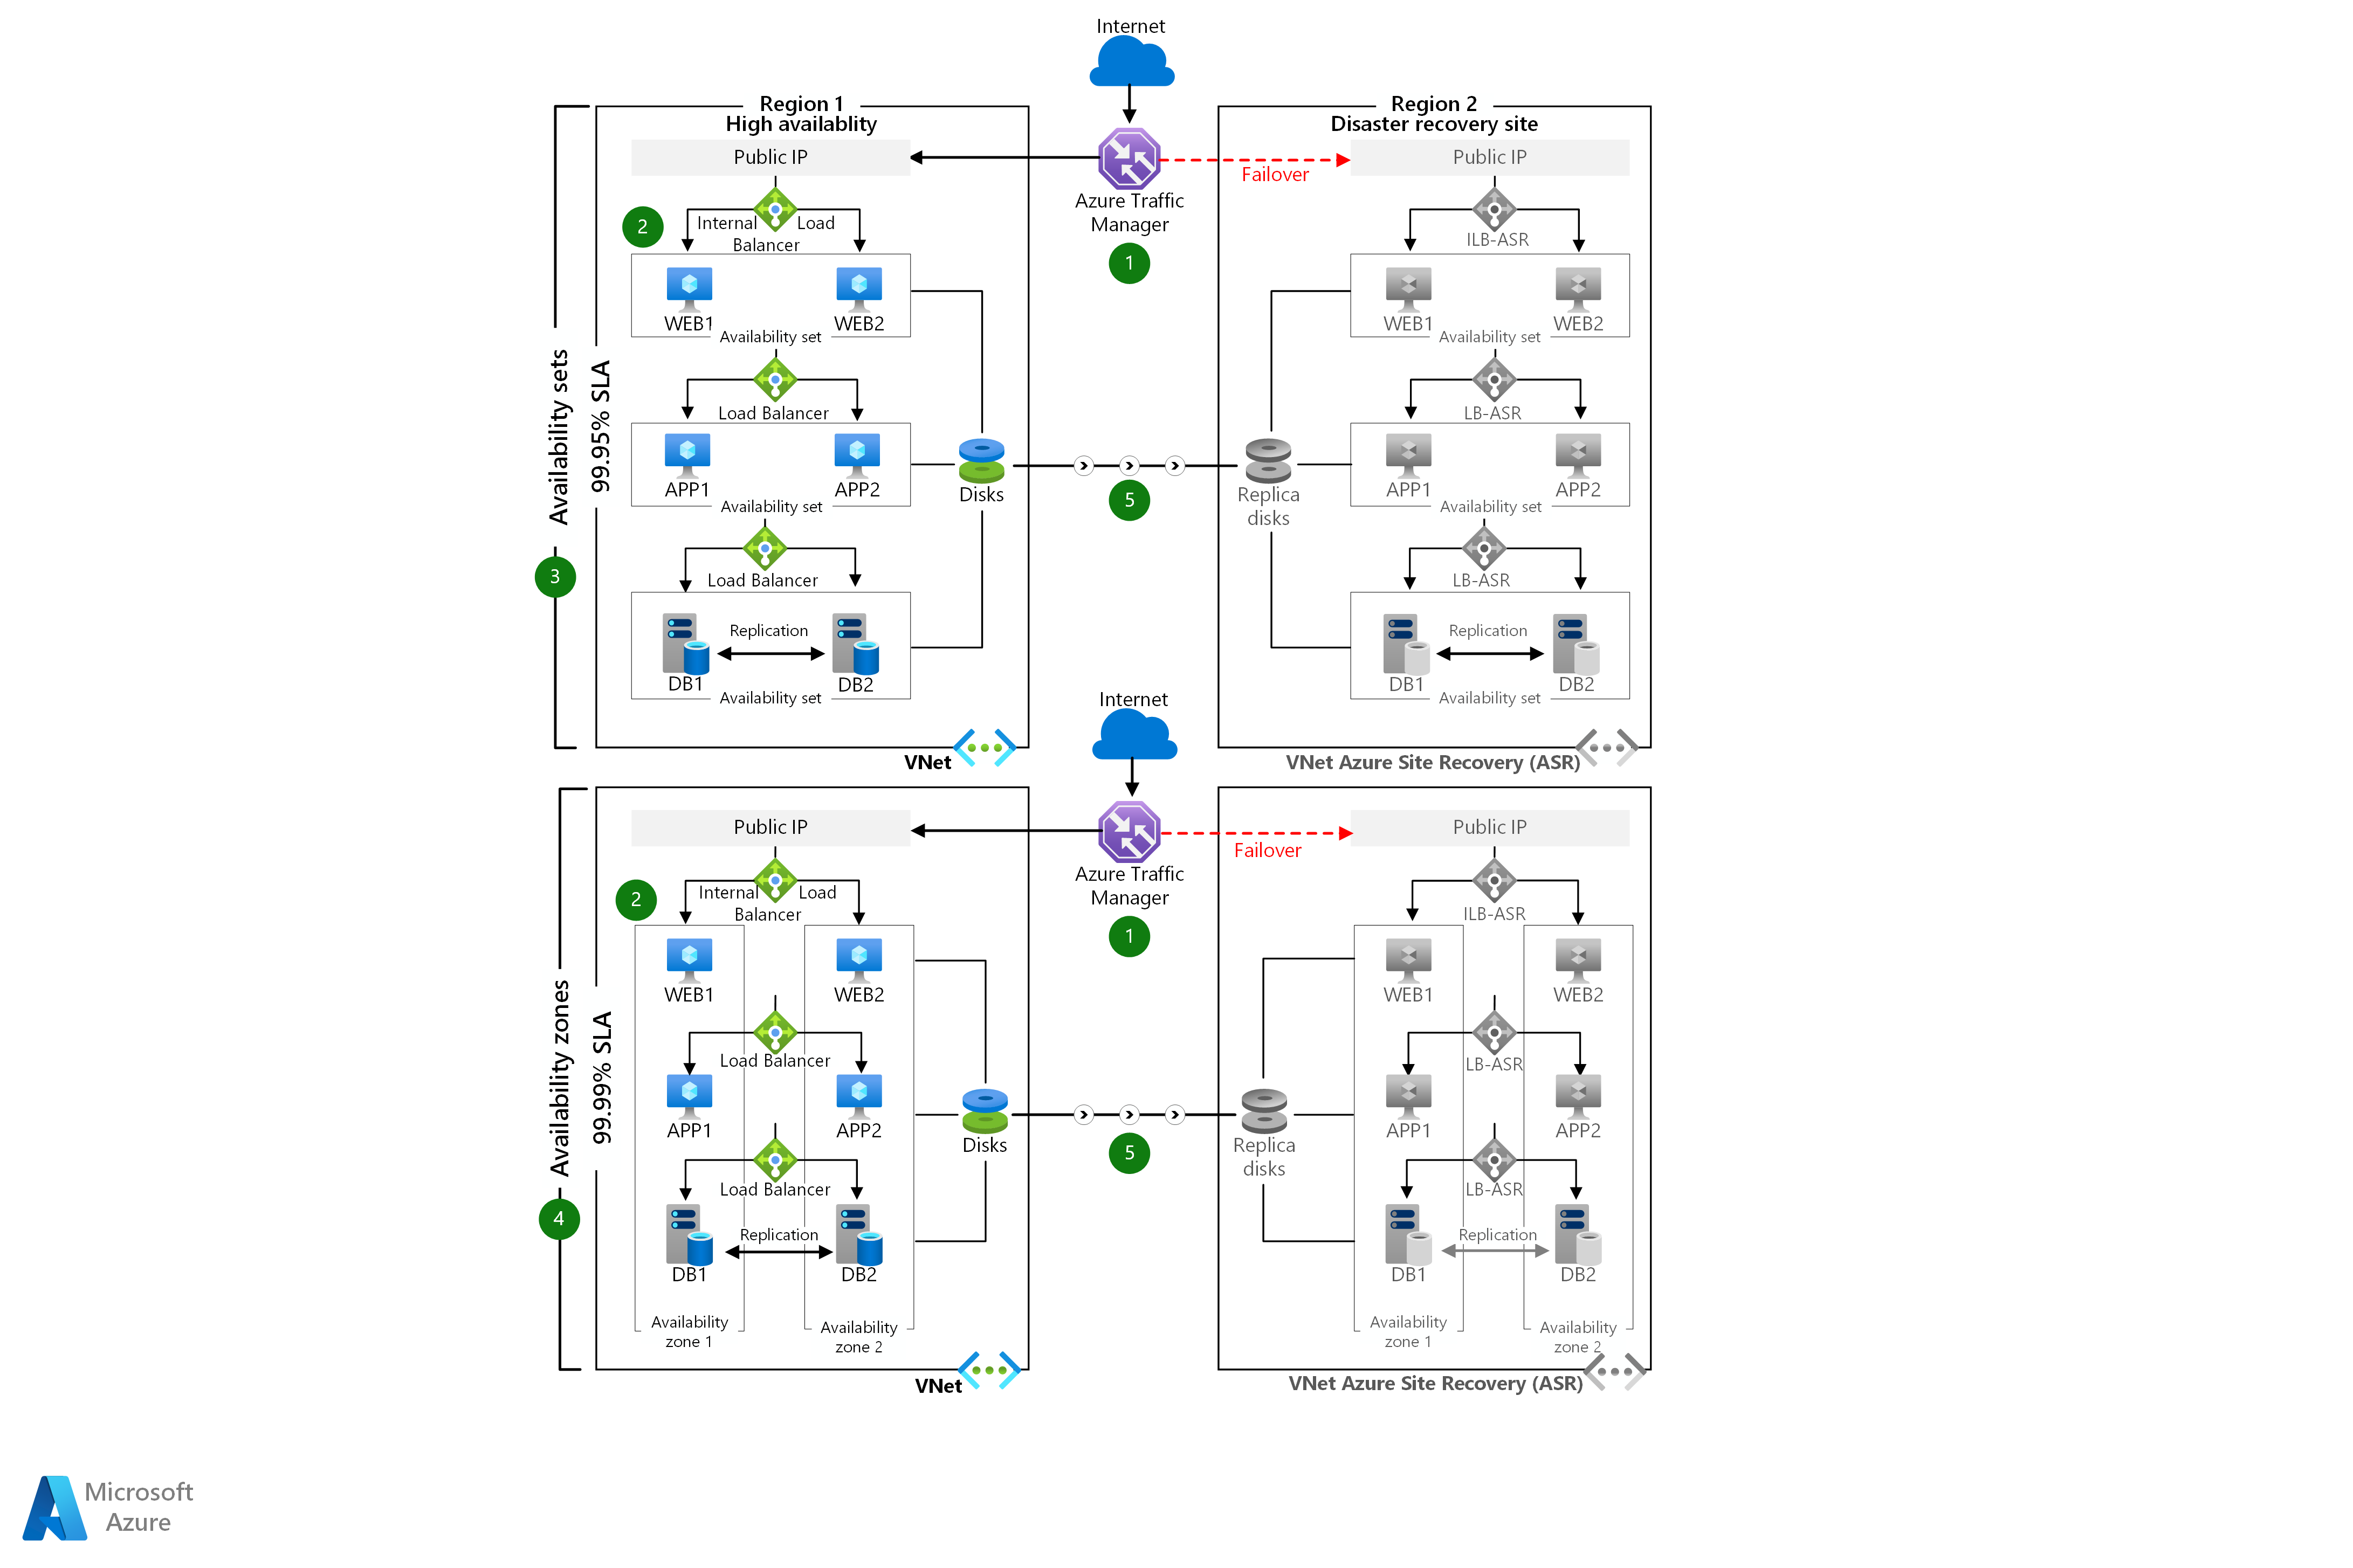 Internet
Region 1
High availablity
Region 2
Disaster recovery site
Public IP
Azure Traffic
Manager
1
Failover
Public IP
2
Internal Load
Balancer
WEB1
WEB2
Availability set
Load Balancer
APP1
APP2
Availability set
Load Balancer
DB1
Replication
DB2
Availability set
Disks
5
Replica
disks
ILB-ASR
WEB1
WEB2
Availability set
LB-ASR
APP1
APP2
Availability set
LB-ASR
DB1
Replication
DB2
Availability set
Availability sets
99.95% SLA
3
VNet
VNet Azure Site Recovery (ASR)
Internet
Public IP
Azure Traffic
Manager
1
Failover
Public IP
2
Internal Load
Balancer
WEB1
WEB2
Load Balancer
APP1
APP2
Load Balancer
DB1
Replication
DB2
Availability
zone 1
Availability
zone 2
Disks
5
Replica
disks
ILB-ASR
WEB1
WEB2
LB-ASR
APP1
APP2
LB-ASR
DB1
Replication
DB2
Availability
zone 1
Availability
zone 2
Availability zones
99.99% SLA
4
VNet
VNet Azure Site Recovery (ASR)
Microsoft
Azure